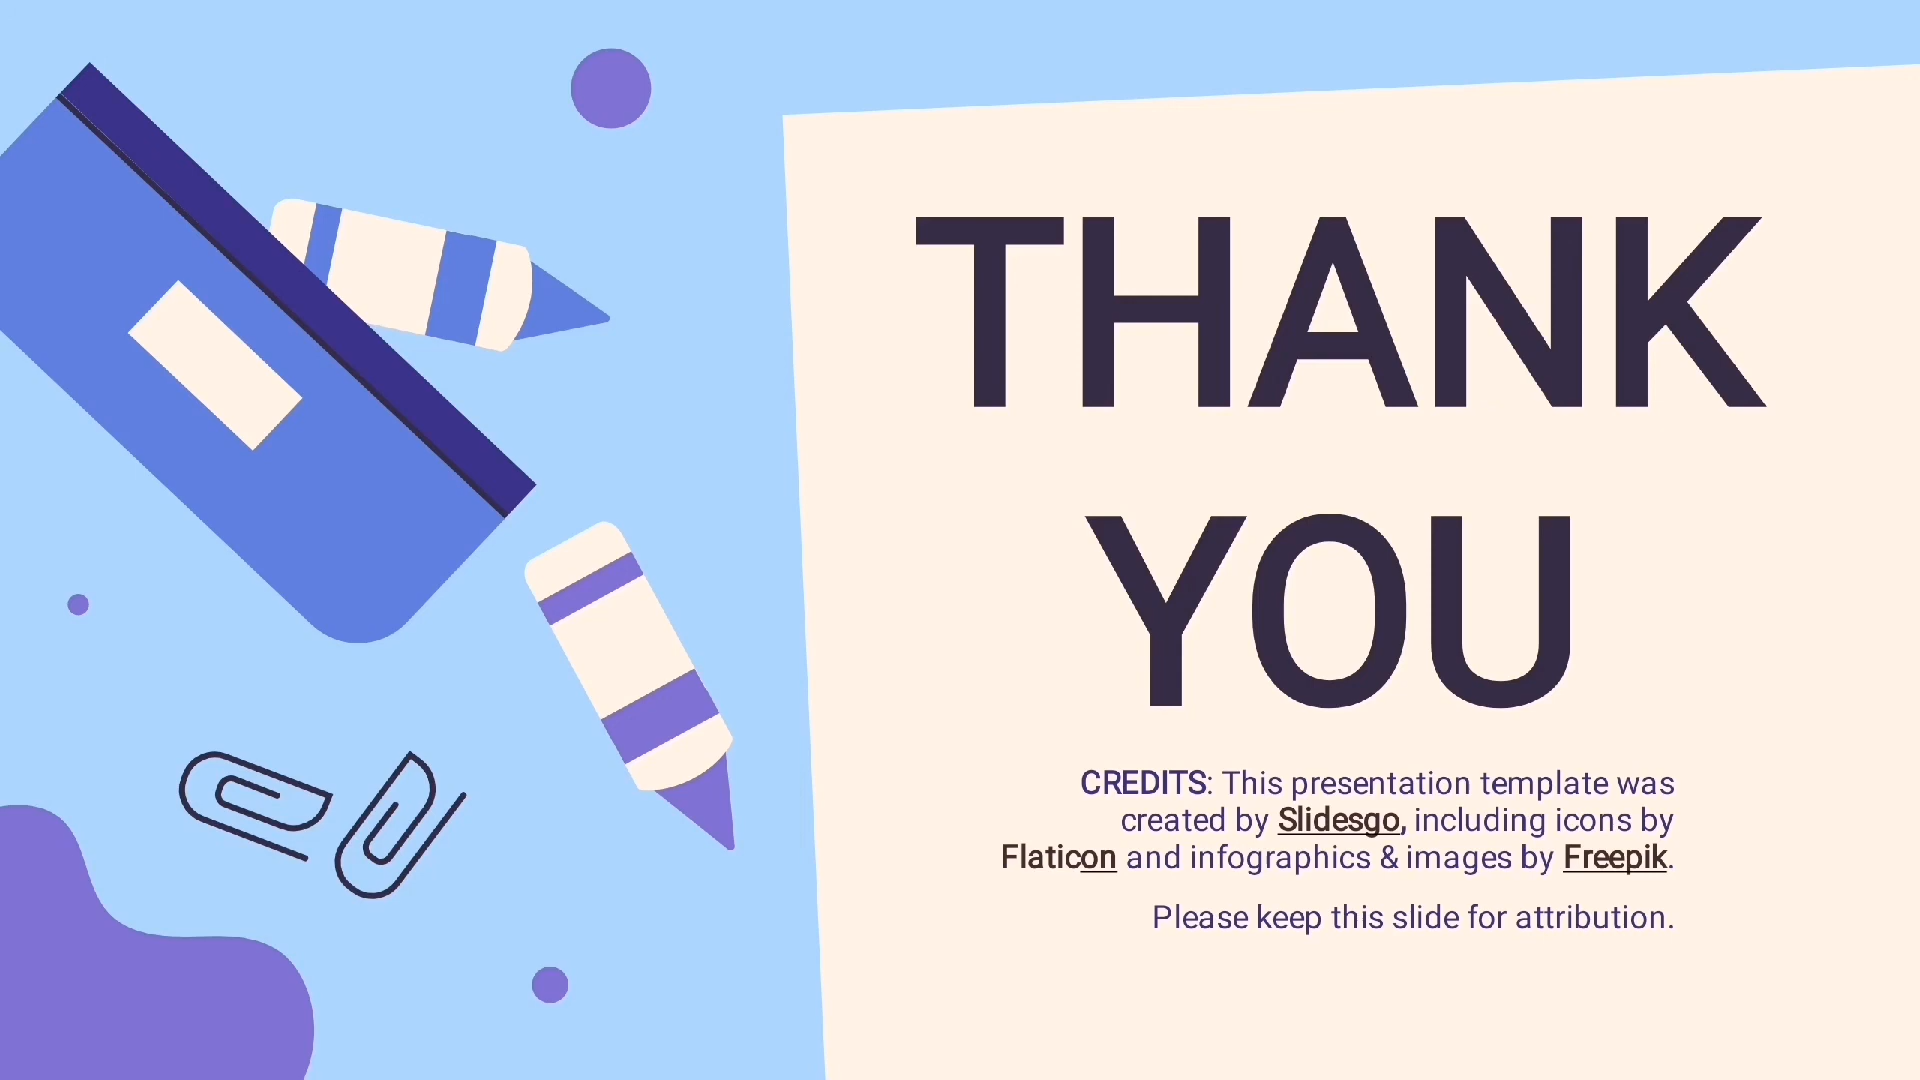 THANK
YOU
CREDITS: This presentation template was
created by Slidesgo, including icons by
Flaticon and infographics & images by Freepik.
Please keep this slide for attribution.